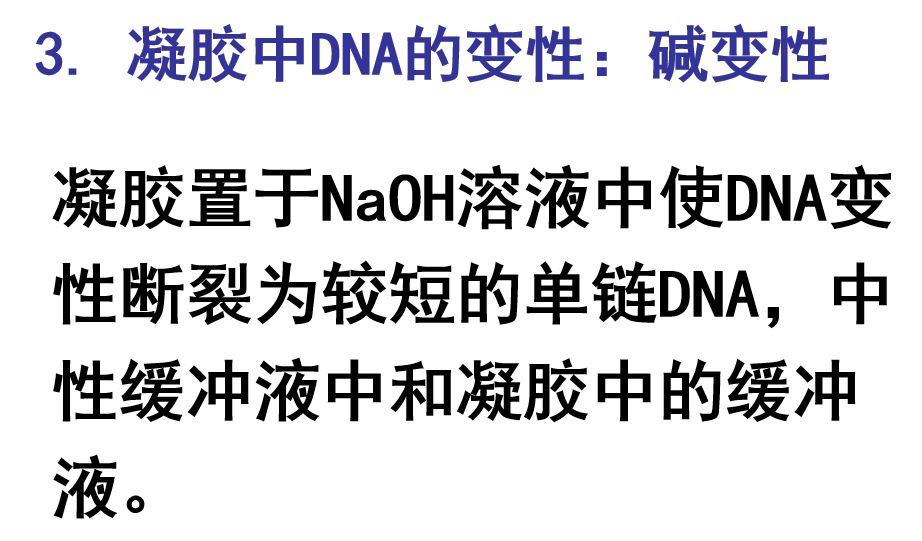 3. 凝胶中DNA的变性：碱变性
凝胶置于NaOH溶液中使DNA变
性断裂为较短的单链DNA，中
性缓冲液中和凝胶中的缓冲
液。